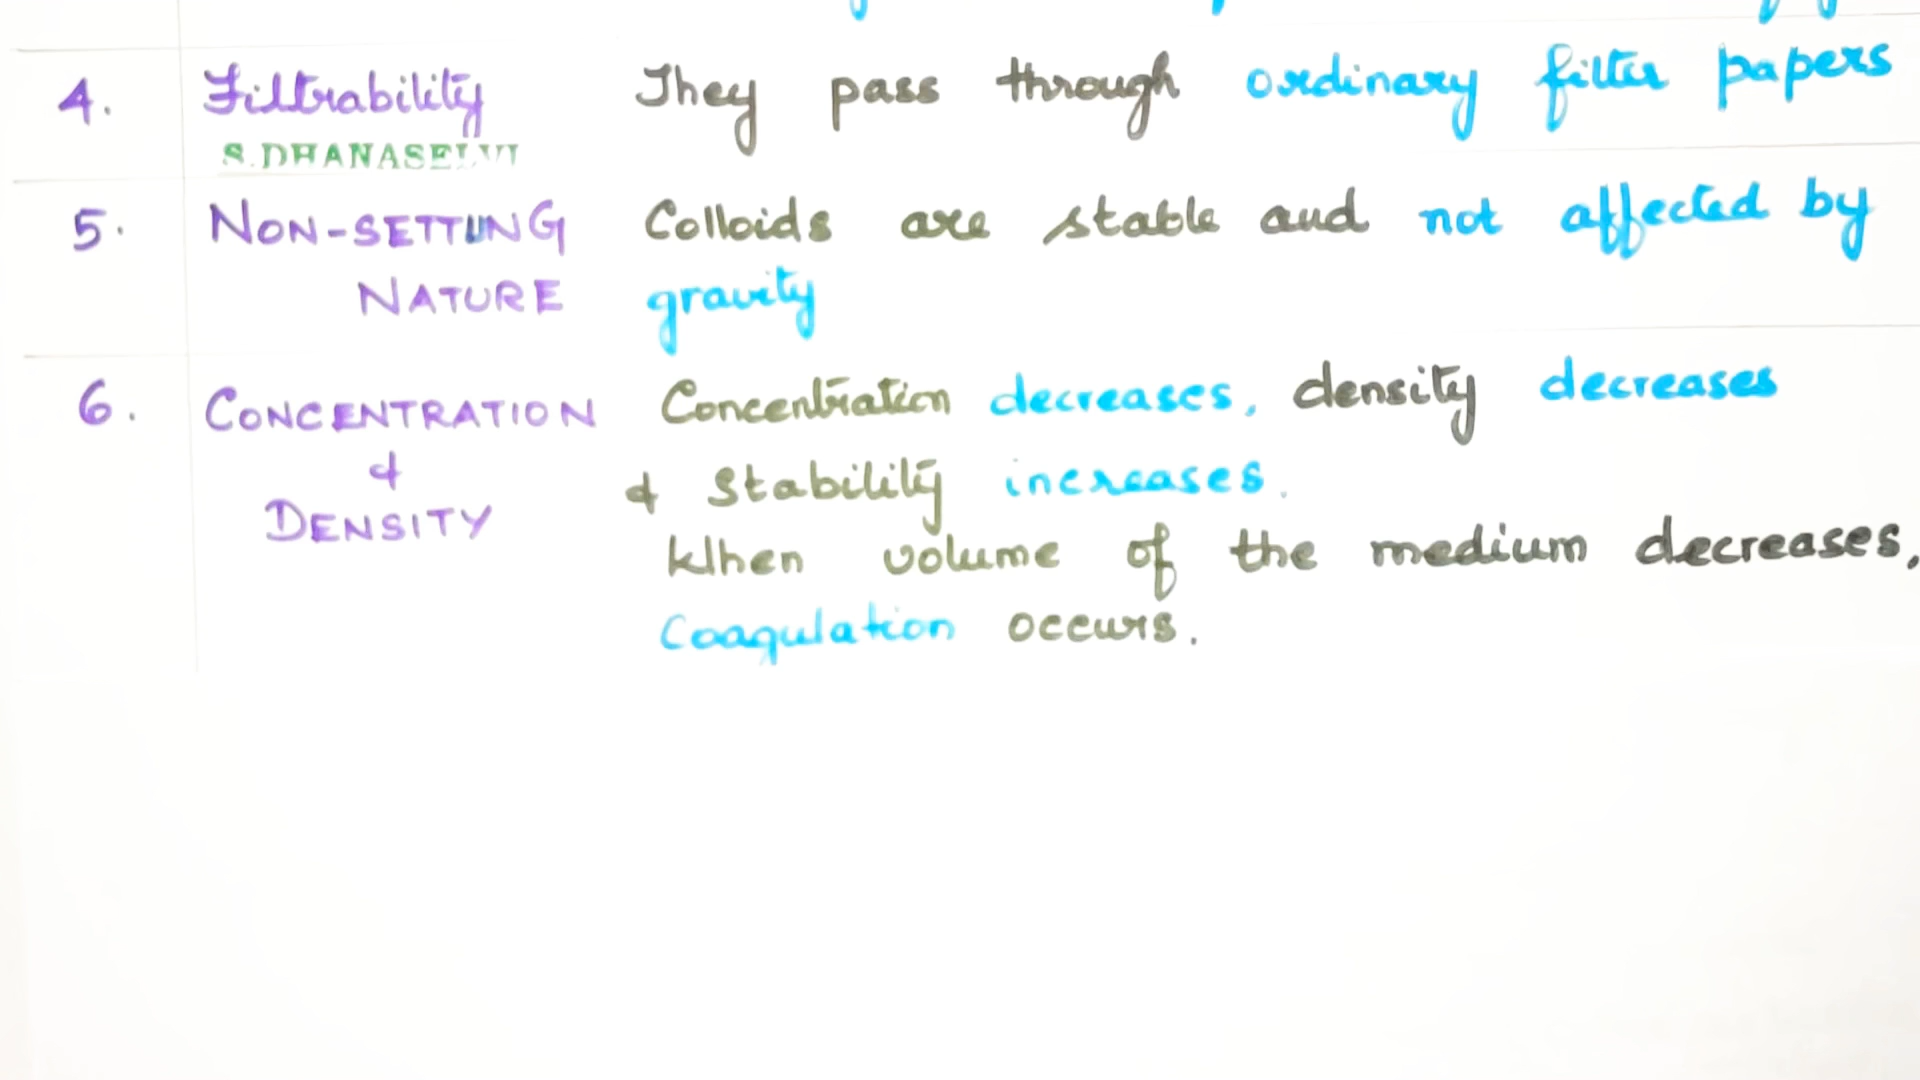 4. Filtrability They pass through ordinary filter papers
S.DHANASELVI
5. NON-SETTLING Colloids are stable and not affected by
NATURE gravity
6. CONCENTRATION Concentration decreases, density decreases
& & Stability increases.
DENSITY When volume of the medium decreases,
Coagulation occurs.